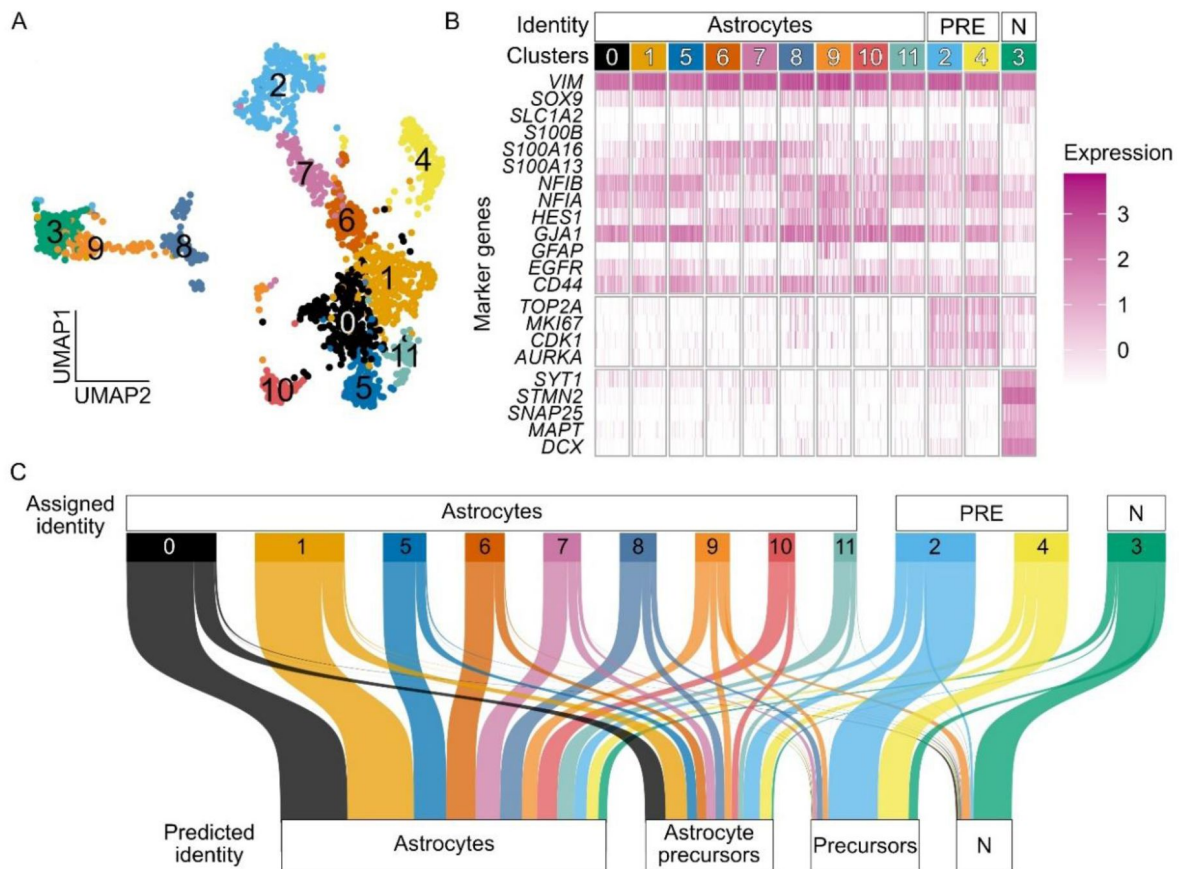 A
2
4
7
6
3
9
8
1
0
11
10
5
UMAP1
UMAP2
B
Identity
Astrocytes
PRE
N
Clusters
0 1 5 6 7 8 9 10 11 2 4 3
Marker genes
VIM
SOX9
SLC1A2
S100B
S100A16
S100A13
NFIB
NFIA
HES1
GJA1
GFAP
EGFR
CD44
TOP2A
MKI67
CDK1
AURKA
SYT1
STMN2
SNAP25
MAPT
DCX
Expression
3
2
1
0
C
Assigned
identity
Astrocytes
PRE
N
0 1 5 6 7 8 9 10 11 2 4 3
Predicted
identity
Astrocytes
Astrocyte
precursors
Precursors
N